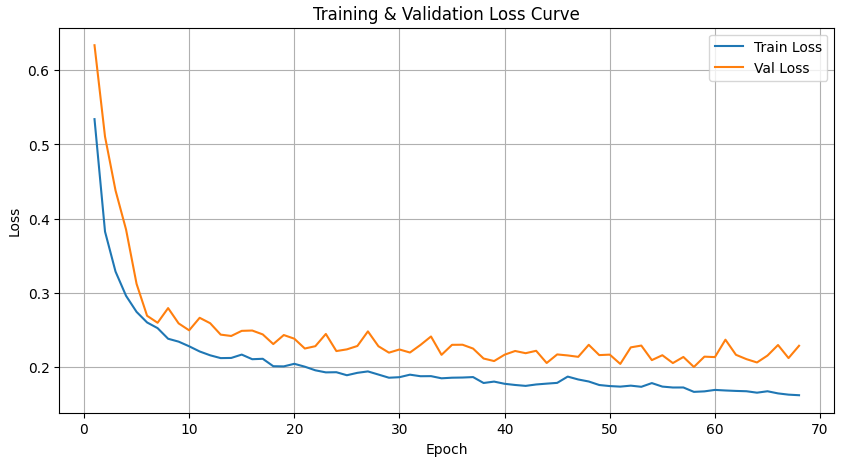 Training & Validation Loss Curve
Train Loss
Val Loss
0.6
0.5
0.4
0.3
0.2
Loss
0 10 20 30 40 50 60 70
Epoch